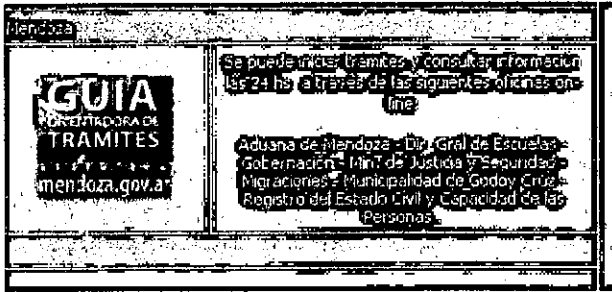 Mendoza
GUIA
ORIENTADORA DE
TRAMITES
mendoza.gov.ar
Se puede iniciar trámites y consultar información
las 24 hs. a través de las siguientes oficinas on-
line
Aduana de Mendoza - Dir. Gral de Escuelas -
Gobernación - Min. de Justicia y Seguridad -
Migraciones - Municipalidad de Godoy Cruz -
Registro del Estado Civil y Capacidad de las
Personas